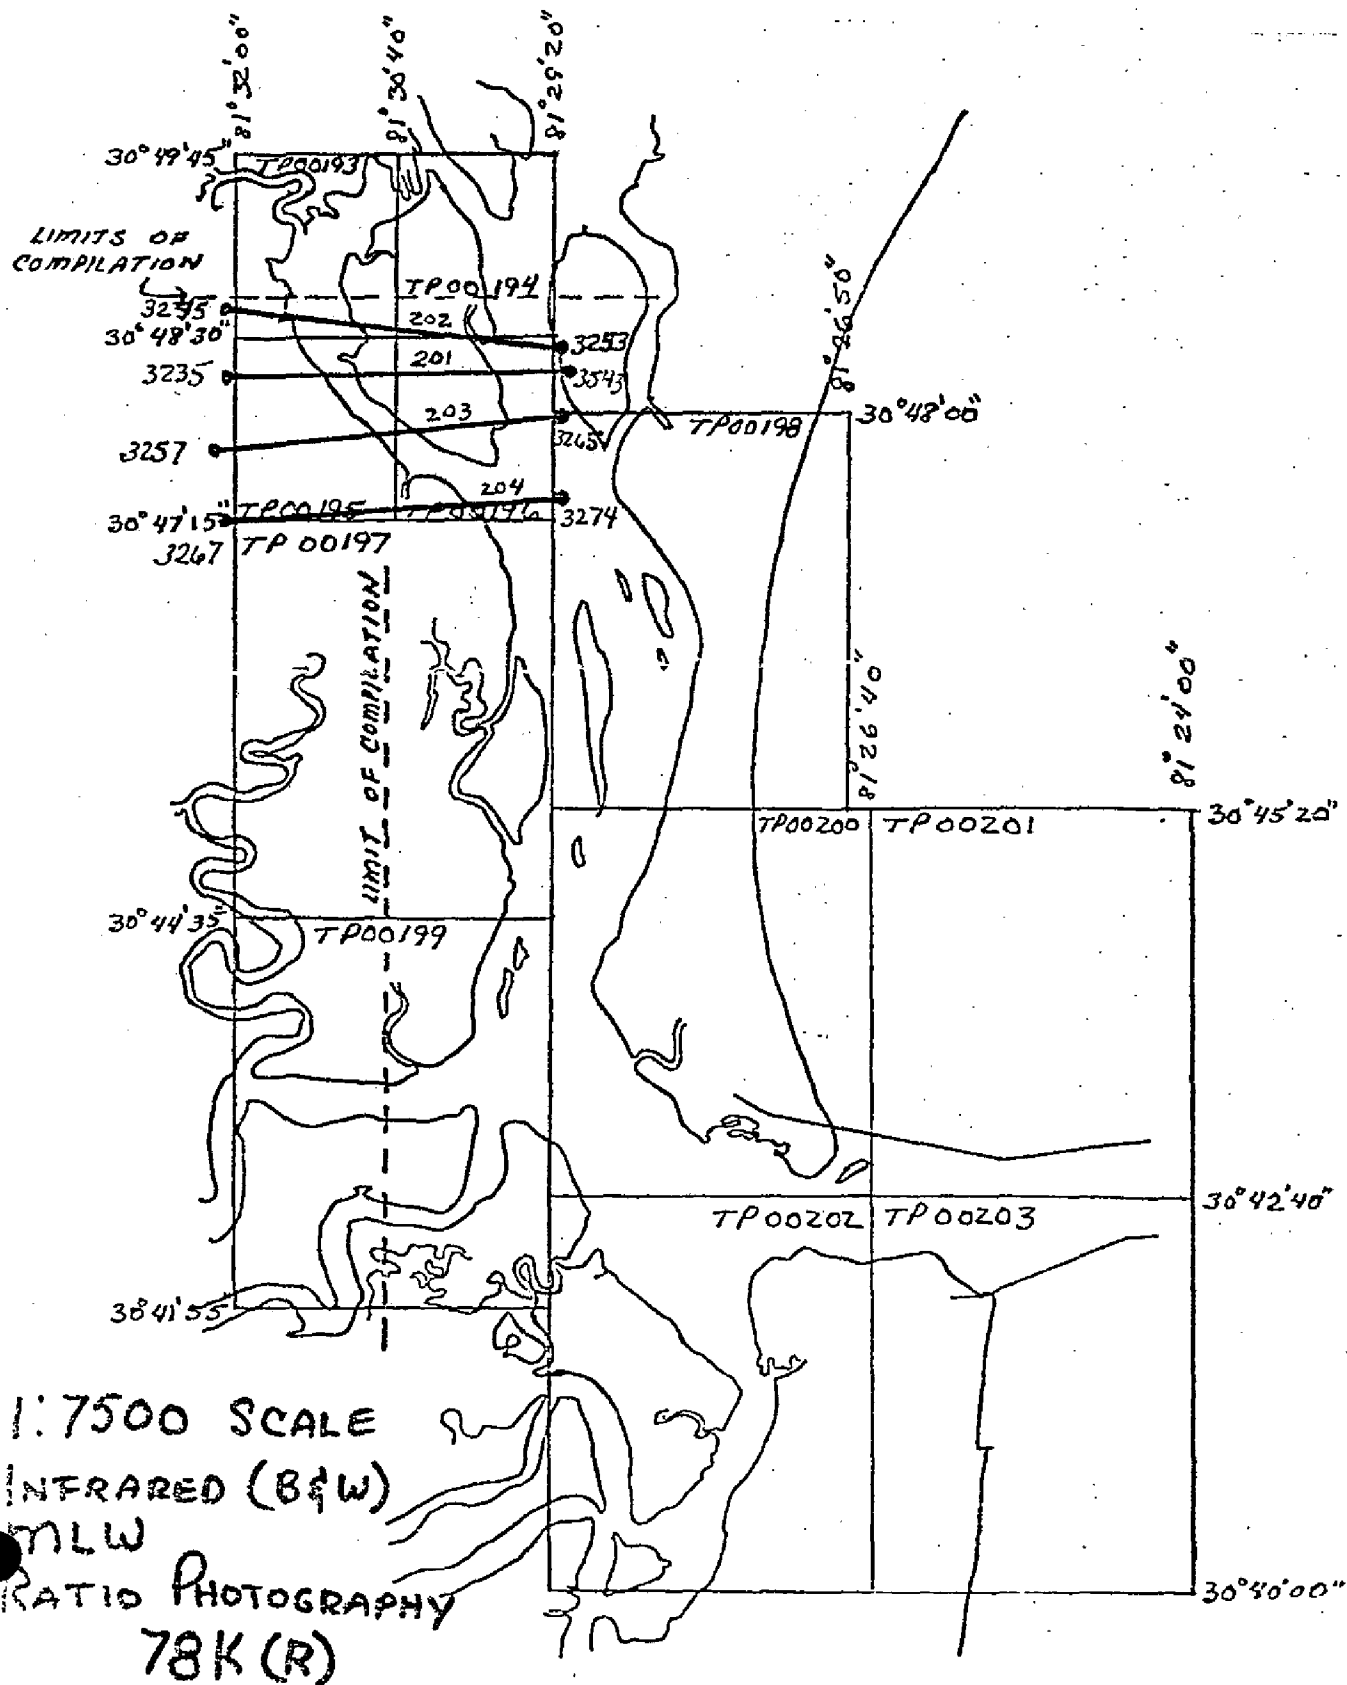 81°32'00"
81°30'40"
81°29'20"
30°49'45"
TP00193
LIMITS OF
COMPILATION
TP00194
3245
202
30°48'30"
3253
81°26'50"
3235
201
3543
203
TP00198
30°48'00"
3257
3265
204
30°47'15"
TP00195
TP00196
3274
3267
TP 00197
LIMIT OF COMPILATION
81°26'40"
81°24'00"
TP00200
TP00201
30°45'20"
30°44'35"
TP00199
TP00202
TP00203
30°42'40"
30°41'55"
1:7500 SCALE
INFRARED (B&W)
MLW
RATIO PHOTOGRAPHY
78K (R)
30°40'00"